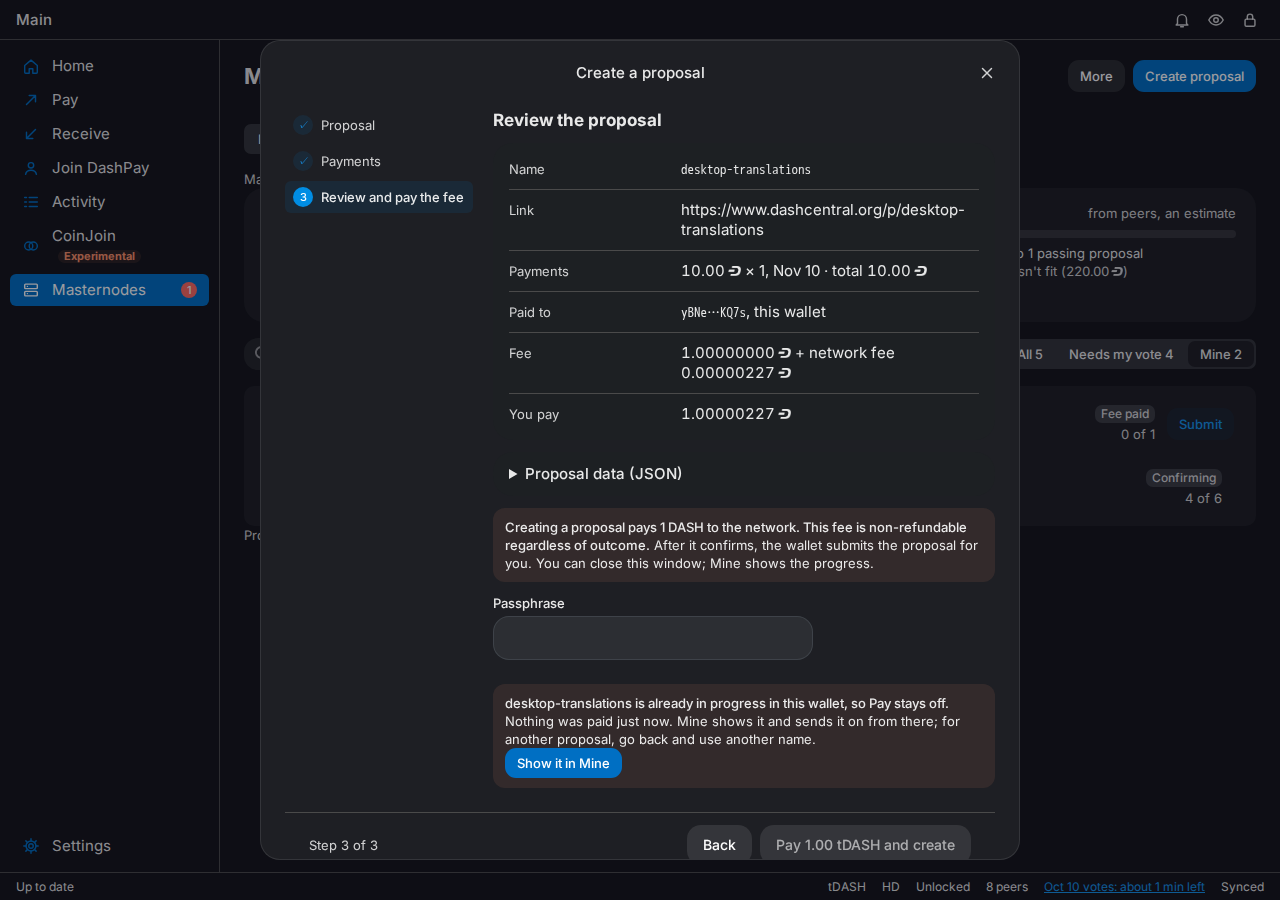 Main
Home
Pay
Receive
Join DashPay
Activity
CoinJoin
Experimental
Masternodes
1
Settings
More
Create proposal
from peers, an estimate
1 passing proposal
(220.00
All 5
Needs my vote 4
Mine 2
Fee paid
0 of 1
Submit
Confirming
4 of 6
Create a proposal
Proposal
Payments
3
Review and pay the fee
Review the proposal
Name
desktop-translations
Link
https://www.dashcentral.org/p/desktop-
translations
Payments
10.00 × 1, Nov 10 · total 10.00
Paid to
yBNe···KQ7s, this wallet
Fee
1.00000000 + network fee
0.00000227
You pay
1.00000227
Proposal data (JSON)
Creating a proposal pays 1 DASH to the network. This fee is non-refundable
regardless of outcome. After it confirms, the wallet submits the proposal for
you. You can close this window; Mine shows the progress.
Passphrase
desktop-translations is already in progress in this wallet, so Pay stays off.
Nothing was paid just now. Mine shows it and sends it on from there; for
another proposal, go back and use another name.
Show it in Mine
Step 3 of 3
Back
Pay 1.00 tDASH and create
Up to date
tDASH
HD
Unlocked
8 peers
Oct 10 votes: about 1 min left
Synced